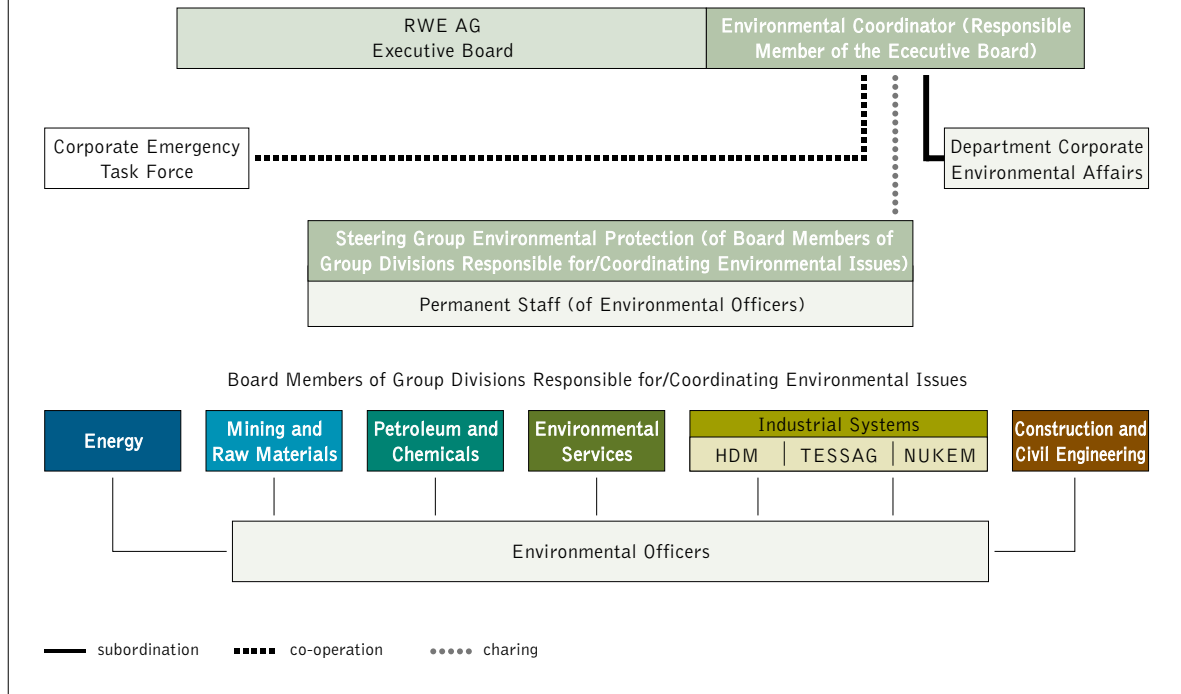 RWE AG
Executive Board
Environmental Coordinator (Responsible
Member of the Ececutive Board)
Corporate Emergency
Task Force
Department Corporate
Environmental Affairs
Steering Group Environmental Protection (of Board Members of
Group Divisions Responsible for/Coordinating Environmental Issues)
Permanent Staff (of Environmental Officers)
Board Members of Group Divisions Responsible for/Coordinating Environmental Issues
Energy
Mining and
Raw Materials
Petroleum and
Chemicals
Environmental
Services
Industrial Systems
HDM | TESSAG | NUKEM
Construction and
Civil Engineering
Environmental Officers
subordination
co-operation
charing